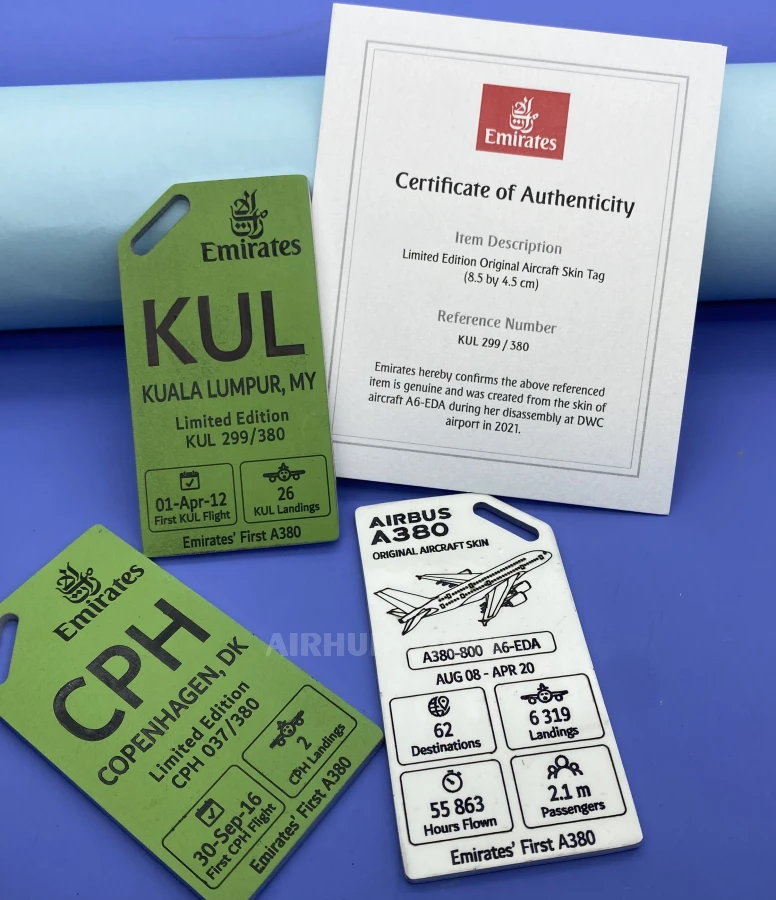 Emirates
Certificate of Authenticity
Item Description
Limited Edition Original Aircraft Skin Tag
(8.5 by 4.5 cm)
Reference Number
KUL 299 / 380
Emirates hereby confirms the above referenced
item is genuine and was created from the skin of
aircraft A6-EDA during her disassembly at DWC
airport in 2021.
Emirates
KUL
KUALA LUMPUR, MY
Limited Edition
KUL 299/380
01-Apr-12
First KUL Flight
26
KUL Landings
Emirates' First A380
Emirates
CPH
COPENHAGEN, DK
Limited Edition
CPH 037/380
30-Sep-16
First CPH Flight
2
CPH Landings
Emirates' First A380
AIRBUS
A380
ORIGINAL AIRCRAFT SKIN
A380-800 A6-EDA
AUG 08 - APR 20
62
Destinations
6 319
Landings
55 863
Hours Flown
2.1 m
Passengers
Emirates' First A380